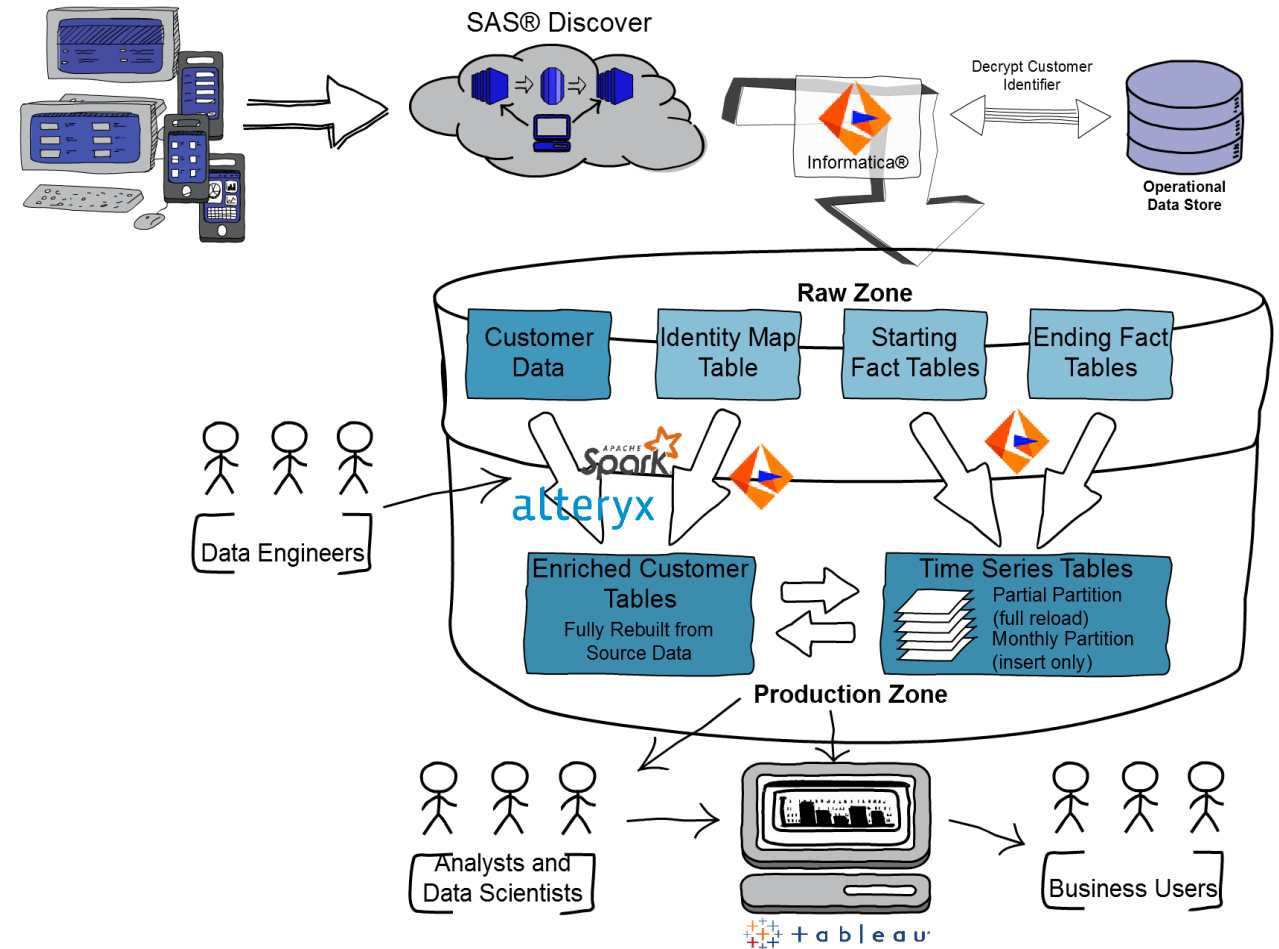 SAS® Discover
Decrypt Customer
Identifier
Informatica®
Operational
Data Store
Raw Zone
Customer
Data
Identity Map
Table
Starting
Fact Tables
Ending Fact
Tables
APACHE
Spark
alteryx
Data Engineers
Enriched Customer
Tables
Fully Rebuilt from
Source Data
Time Series Tables
Partial Partition
(full reload)
Monthly Partition
(insert only)
Production Zone
Analysts and
Data Scientists
Business Users
+ableau